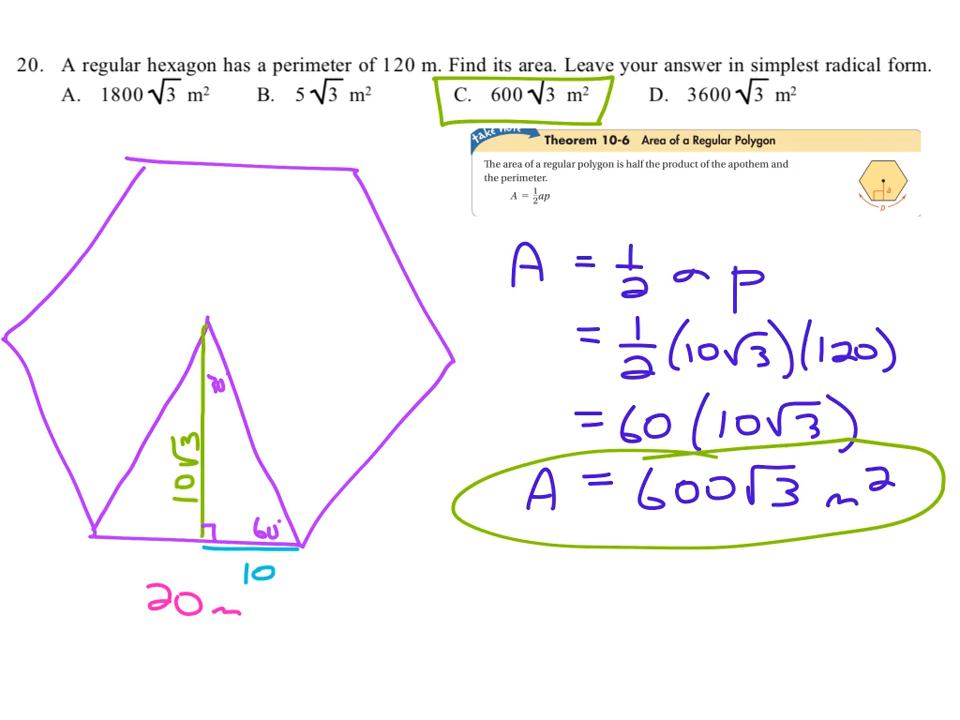 20. A regular hexagon has a perimeter of 120 m. Find its area. Leave your answer in simplest radical form.
A. 1800√3 m² B. 5√3 m² C. 600√3 m² D. 3600√3 m²
take note
Theorem 10-6 Area of a Regular Polygon
The area of a regular polygon is half the product of the apothem and
the perimeter.
A = ½ap
a
p
A = ½ a p
= ½ (10√3)(120)
= 60 (10√3)
A = 600√3 m²
10√3
60°
10
20 m